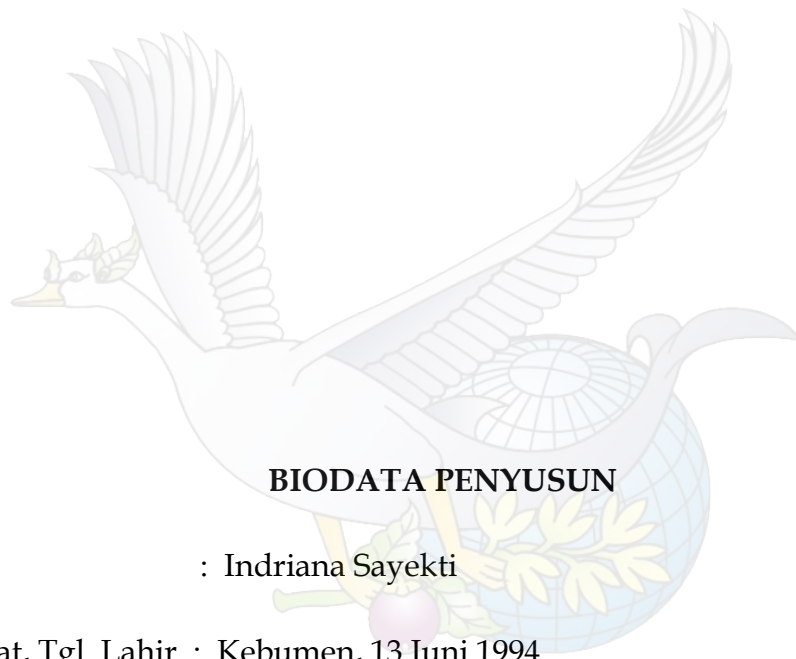 BIODATA PENYUSUN
: Indriana Sayekti
at, Tgl. Lahir : Kebumen, 13 Juni 1994